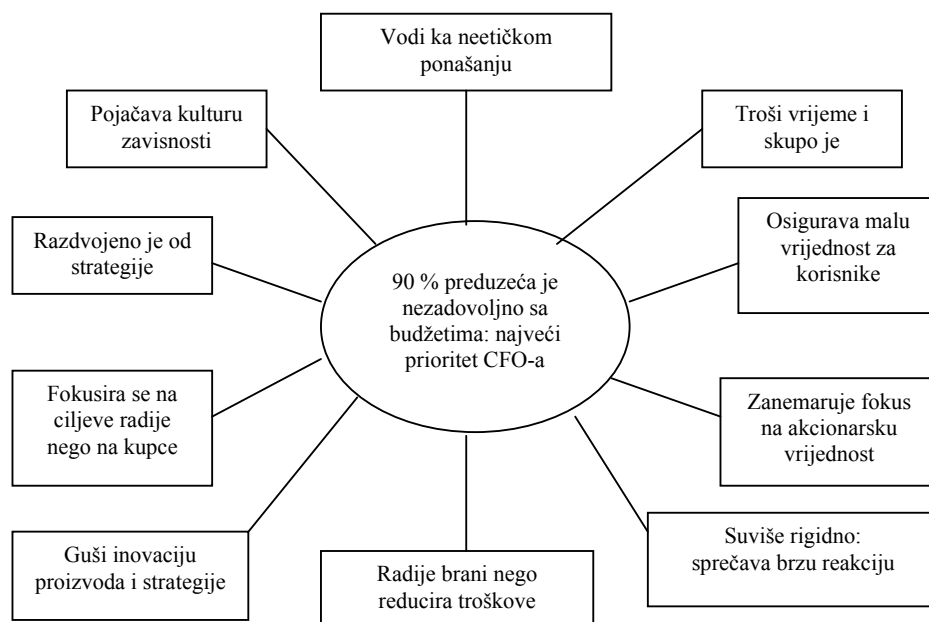 Vodi ka neetičkom
ponašanju
Pojačava kulturu
zavisnosti
Troši vrijeme i
skupo je
Razdvojeno je od
strategije
Osigurava malu
vrijednost za
korisnike
90 % preduzeća je
nezadovoljno sa
budžetima: najveći
prioritet CFO-a
Fokusira se na
ciljeve radije
nego na kupce
Zanemaruje fokus
na akcionarsku
vrijednost
Guši inovaciju
proizvoda i strategije
Radije brani nego
reducira troškove
Suviše rigidno:
sprečava brzu reakciju